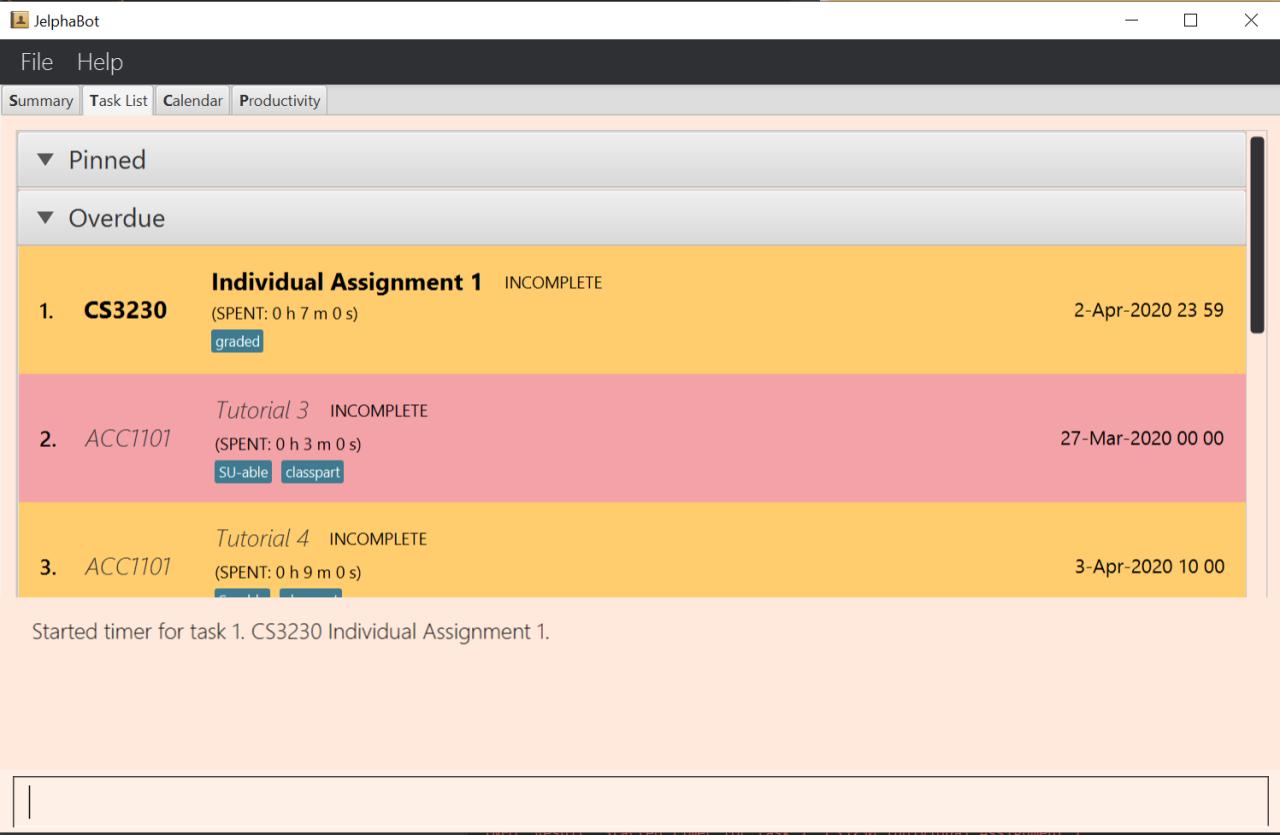 JelphaBot
File Help
Summary Task List Calendar Productivity
Pinned
Overdue
Individual Assignment 1 INCOMPLETE
1. CS3230 (SPENT: 0 h 7 m 0 s) 2-Apr-2020 23 59
graded
Tutorial 3 INCOMPLETE
2. ACC1101 (SPENT: 0 h 3 m 0 s) 27-Mar-2020 00 00
SU-able classpart
Tutorial 4 INCOMPLETE
3. ACC1101 (SPENT: 0 h 9 m 0 s) 3-Apr-2020 10 00
Started timer for task 1. CS3230 Individual Assignment 1.